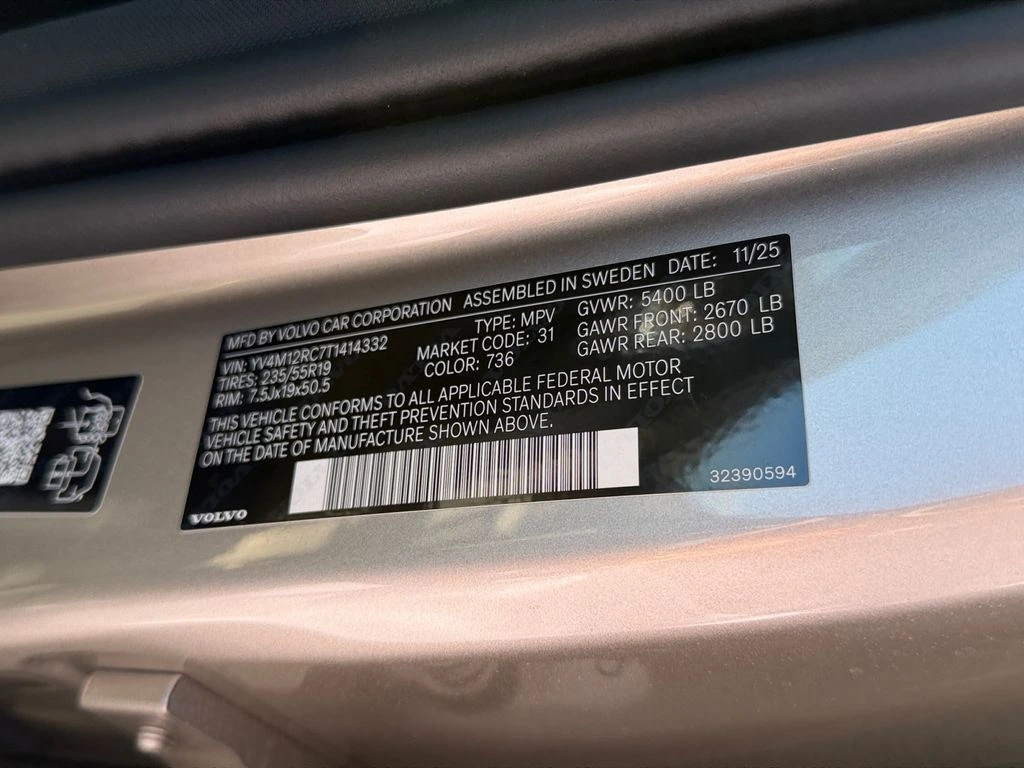 MFD BY VOLVO CAR CORPORATION ASSEMBLED IN SWEDEN DATE: 11/25
VIN: YV4M12RC7T1414332 TYPE: MPV GVWR: 5400 LB
TIRES: 235/55R19 MARKET CODE: 31 GAWR FRONT: 2670 LB
RIM: 7.5Jx19x50.5 COLOR: 736 GAWR REAR: 2800 LB
THIS VEHICLE CONFORMS TO ALL APPLICABLE FEDERAL MOTOR
VEHICLE SAFETY AND THEFT PREVENTION STANDARDS IN EFFECT
ON THE DATE OF MANUFACTURE SHOWN ABOVE.
VOLVO 32390594